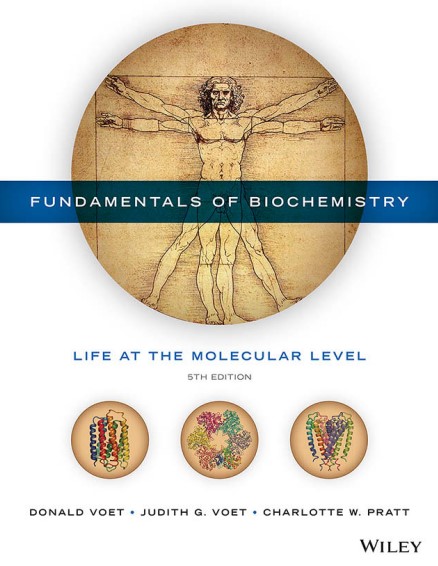 FUNDAMENTALS OF BIOCHEMISTRY
LIFE AT THE MOLECULAR LEVEL
5TH EDITION
DONALD VOET • JUDITH G. VOET • CHARLOTTE W. PRATT
WILEY